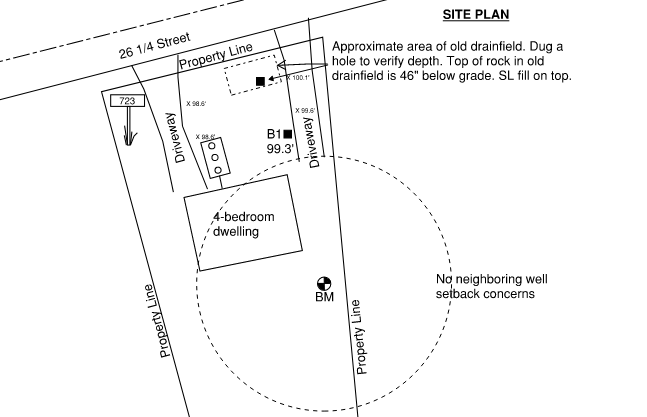 SITE PLAN
26 1/4 Street
Property Line
Approximate area of old drainfield. Dug a
hole to verify depth. Top of rock in old
drainfield is 46" below grade. SL fill on top.
X 100.1'
723
X 98.6'
X 99.6'
Driveway
X 98.6'
B1
99.3'
Driveway
4-bedroom
dwelling
BM
No neighboring well
setback concerns
Property Line
Property Line